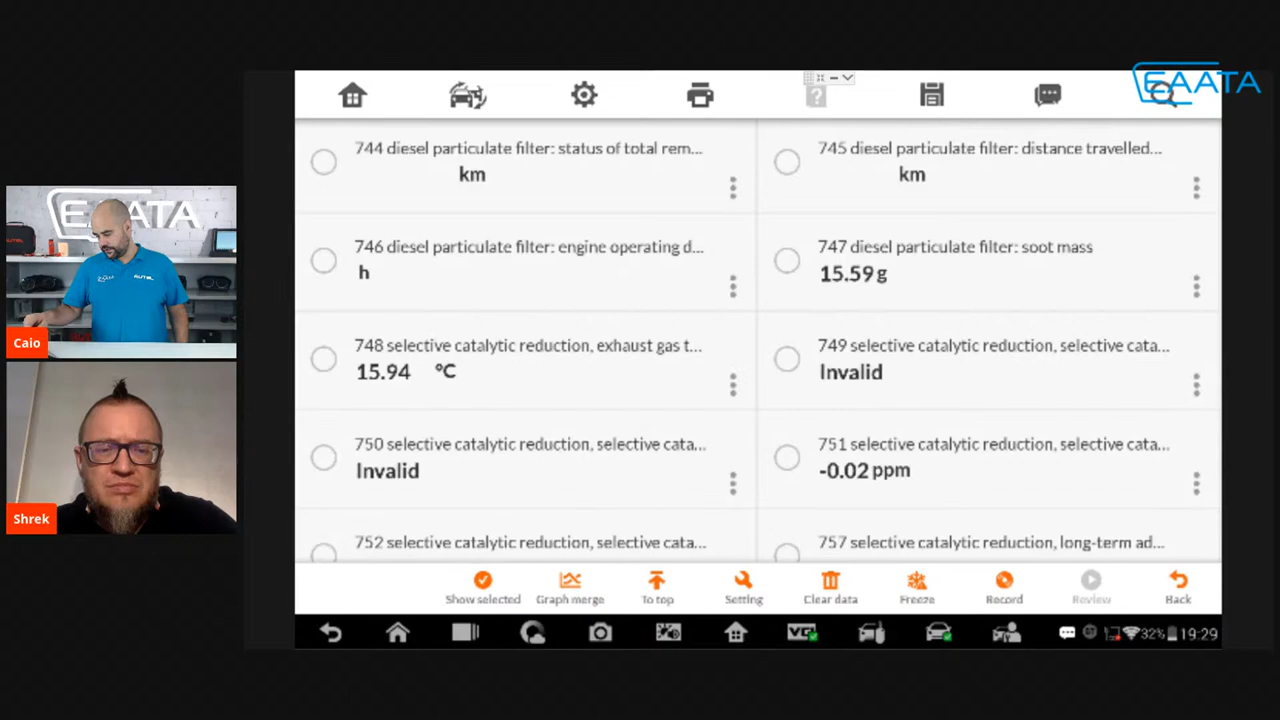 EAATA
744 diesel particulate filter: status of total rem...
km
745 diesel particulate filter: distance travelled...
km
746 diesel particulate filter: engine operating d...
h
747 diesel particulate filter: soot mass
15.59 g
748 selective catalytic reduction, exhaust gas t...
15.94 °C
749 selective catalytic reduction, selective cata...
Invalid
750 selective catalytic reduction, selective cata...
Invalid
751 selective catalytic reduction, selective cata...
-0.02 ppm
752 selective catalytic reduction, selective cata...
757 selective catalytic reduction, long-term ad...
Show selected
Graph merge
To top
Setting
Clear data
Freeze
Record
Review
Back
VCI
32%
19:29
EAATA
AUTEL
Caio
Shrek